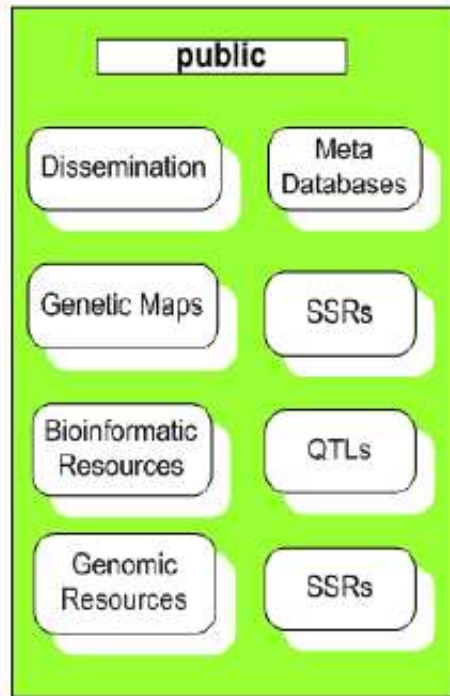 public
Dissemination
Meta
Databases
Genetic Maps
SSRs
Bioinformatic
Resources
QTLs
Genomic
Resources
SSRs